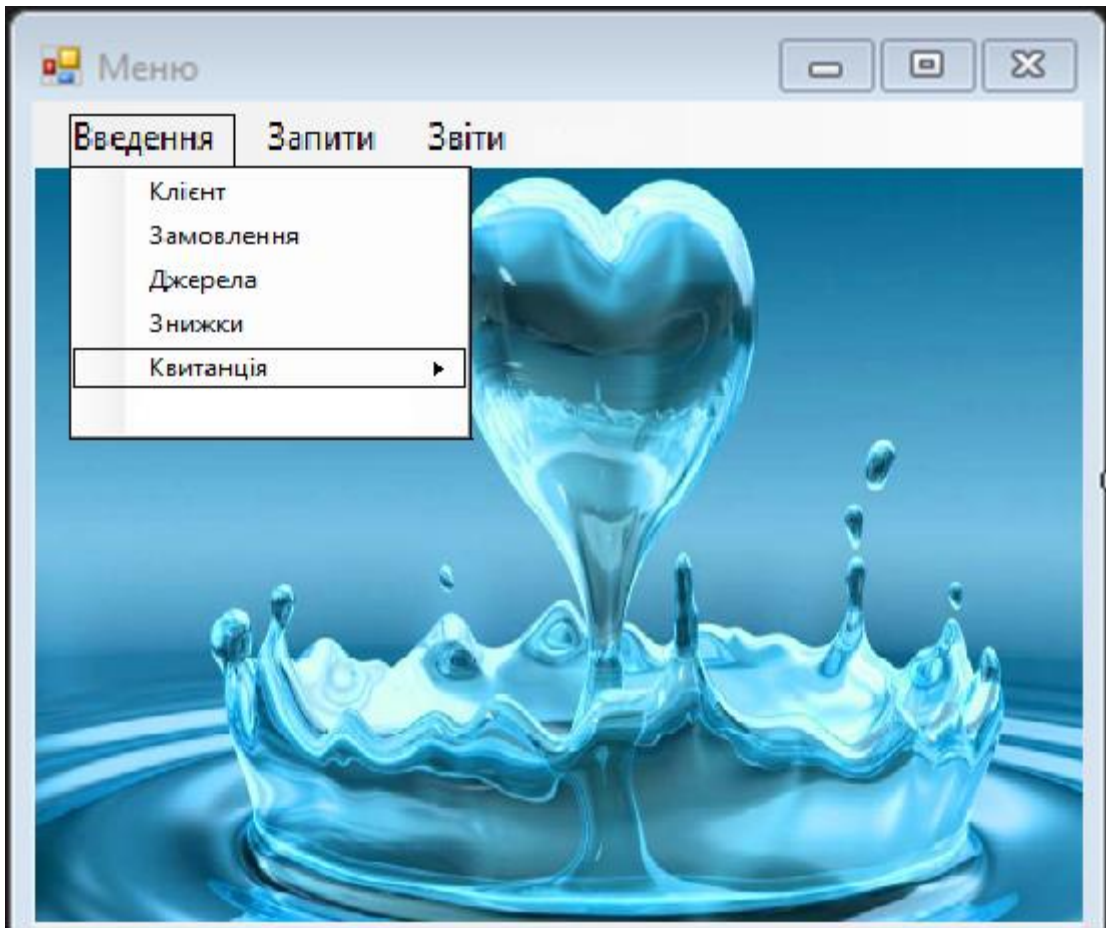 Меню
Введення Запити Звіти
Клієнт
Замовлення
Джерела
Знижки
Квитанція